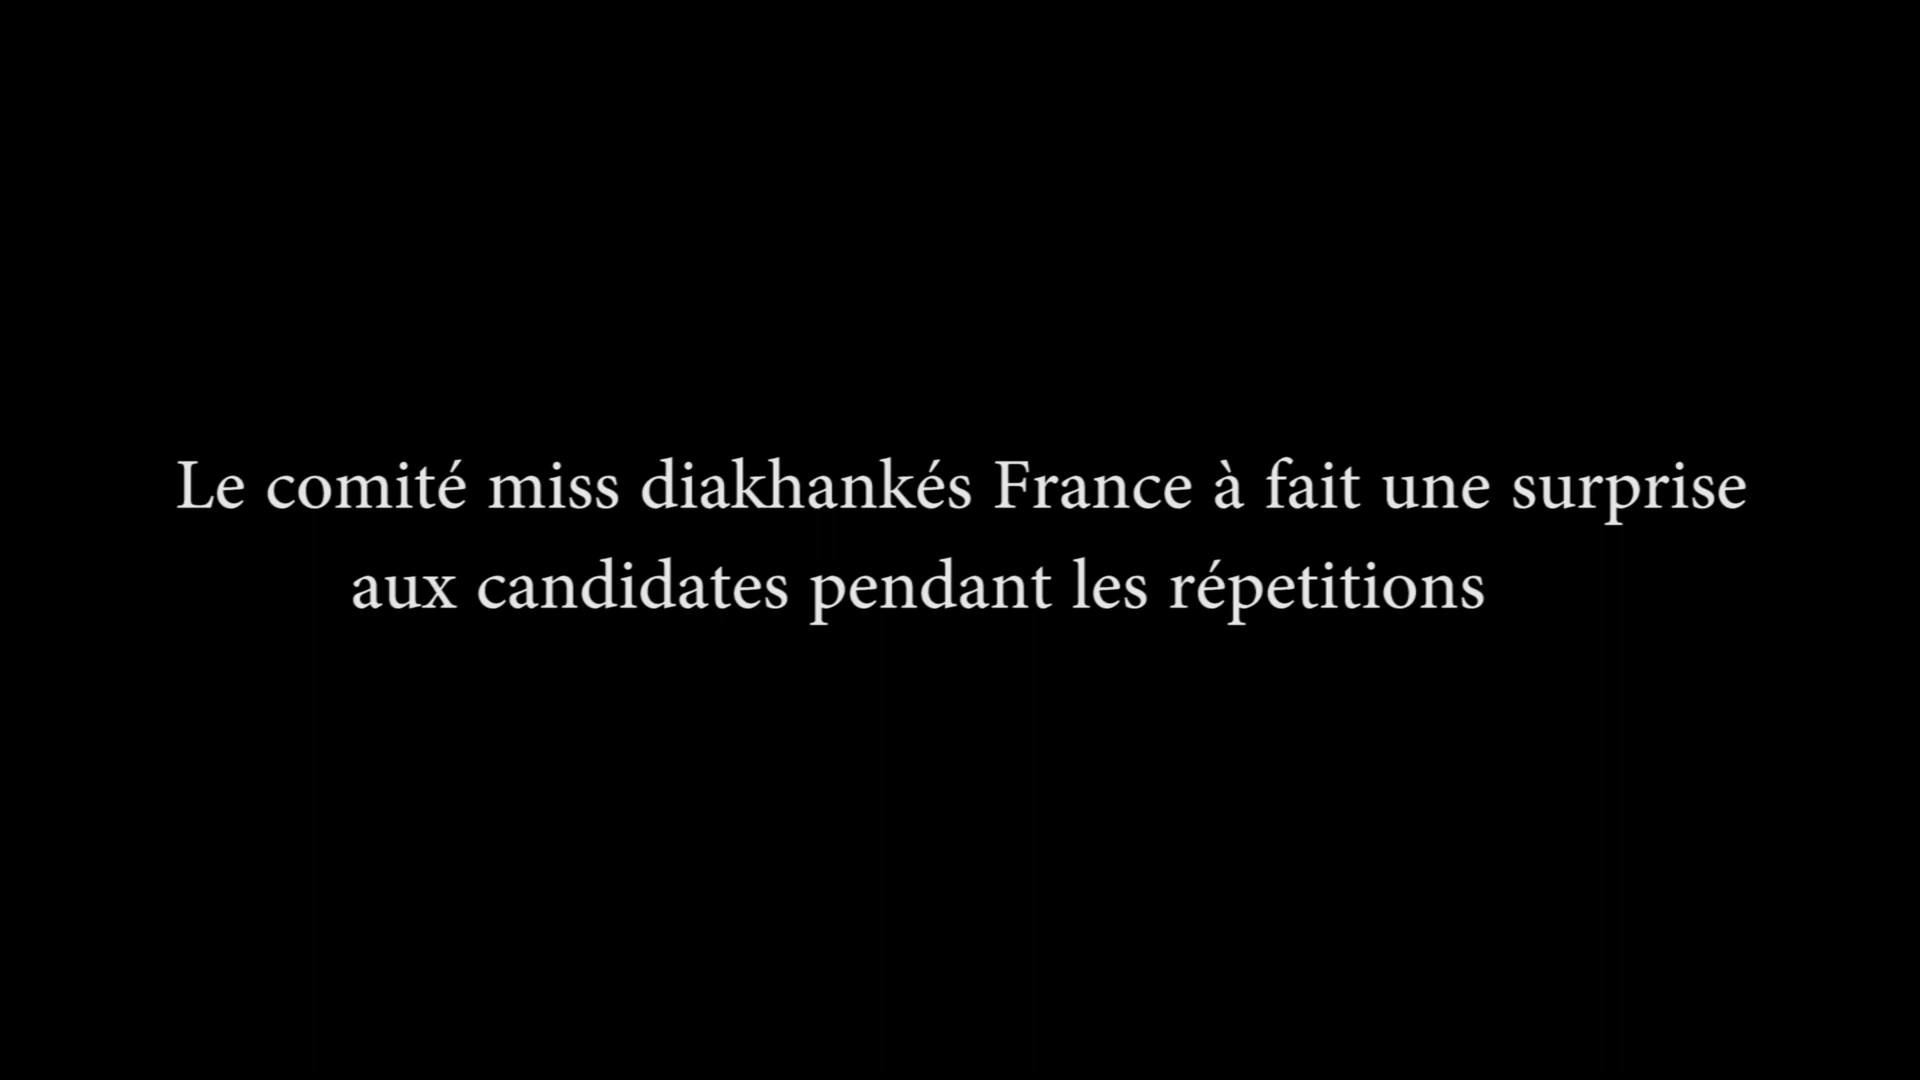 Le comité miss diakhankés France à fait une surprise
aux candidates pendant les répetitions